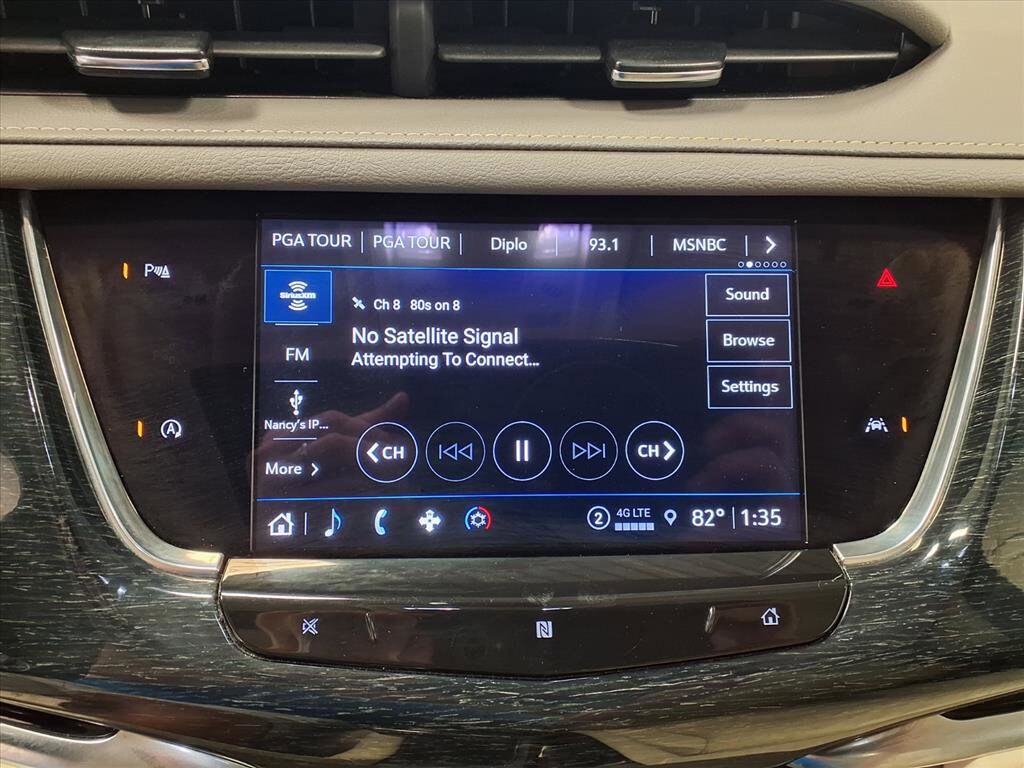 PGA TOUR PGA TOUR Diplo 93.1 MSNBC
SiriusXM
Ch 8 80s on 8
No Satellite Signal
Attempting To Connect...
Sound
Browse
Settings
FM
Nancy's IP...
More
CH
CH
2 4G LTE 82° 1:35
P
A
N